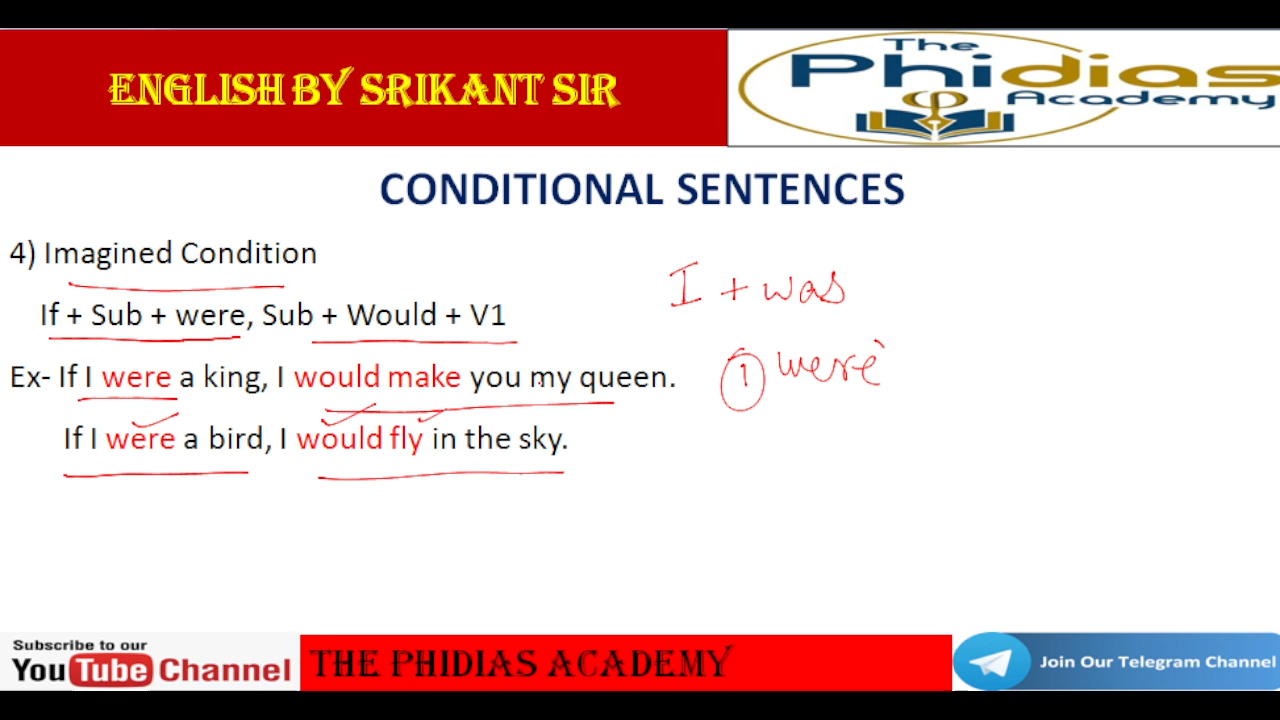 ENGLISH BY SRIKANT SIR
The
Phidias
Academy
CONDITIONAL SENTENCES
4) Imagined Condition
If + Sub + were, Sub + Would + V1
Ex- If I were a king, I would make you my queen.
If I were a bird, I would fly in the sky.
I + was
1 were
Subscribe to our
YouTube Channel
THE PHIDIAS ACADEMY
Join Our Telegram Channel